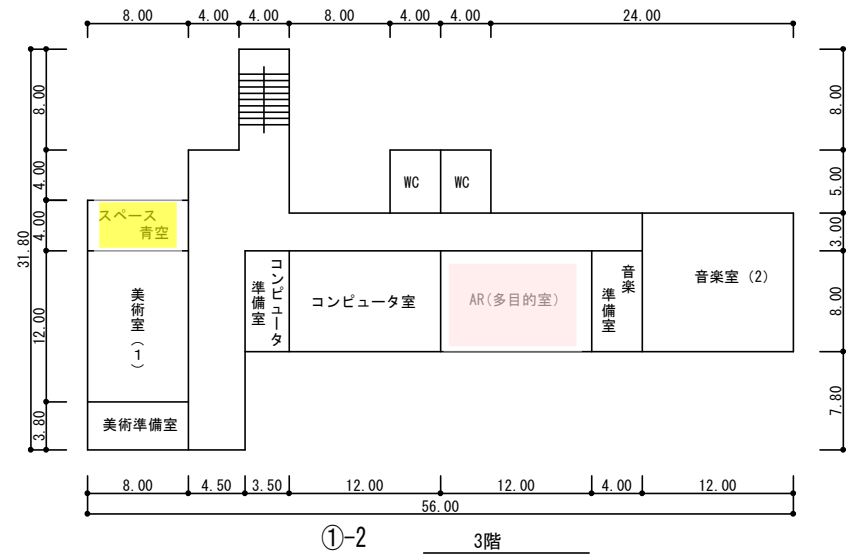 8.00 4.00 4.00 8.00 4.00 4.00 24.00
8.00
4.00
4.00
12.00
3.80
31.80
8.00
5.00
3.00
8.00
7.80
WC WC
スペース
青空
美術室(1)
美術準備室
コンピュータ
準備室
コンピュータ室
AR(多目的室)
音楽
準備室
音楽室(2)
8.00 4.50 3.50 12.00 12.00 4.00 12.00
56.00
①-2 3階